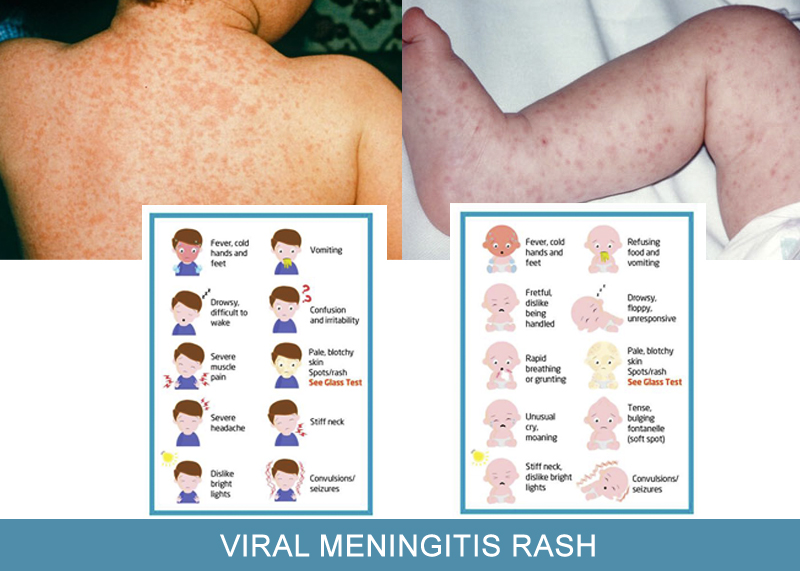 Fever, cold
hands and
feet
Vomiting
Drowsy,
difficult to
wake
Confusion
and irritability
Severe
muscle
pain
Pale, blotchy
skin
Spots/rash
See Glass Test
Severe
headache
Stiff neck
Dislike
bright
lights
Convulsions/
seizures
Fever, cold
hands and
feet
Refusing
food and
vomiting
Fretful,
dislike
being
handled
Drowsy,
floppy,
unresponsive
Rapid
breathing
or grunting
Pale, blotchy
skin
Spots/rash
See Glass Test
Unusual
cry,
moaning
Tense,
bulging
fontanelle
(soft spot)
Stiff neck,
dislike bright
lights
Convulsions/
seizures
VIRAL MENINGITIS RASH